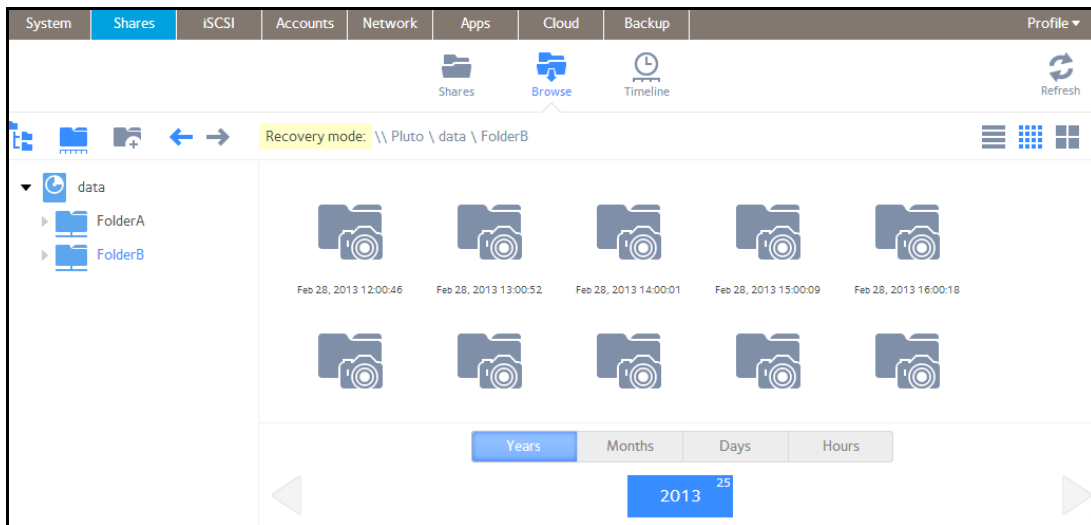 System Shares iSCSI Accounts Network Apps Cloud Backup Profile
Shares Browse Timeline Refresh
Recovery mode: \\ Pluto \ data \ FolderB
data
FolderA
FolderB
Feb 28, 2013 12:00:46 Feb 28, 2013 13:00:52 Feb 28, 2013 14:00:01 Feb 28, 2013 15:00:09 Feb 28, 2013 16:00:18
Years Months Days Hours
2013 25